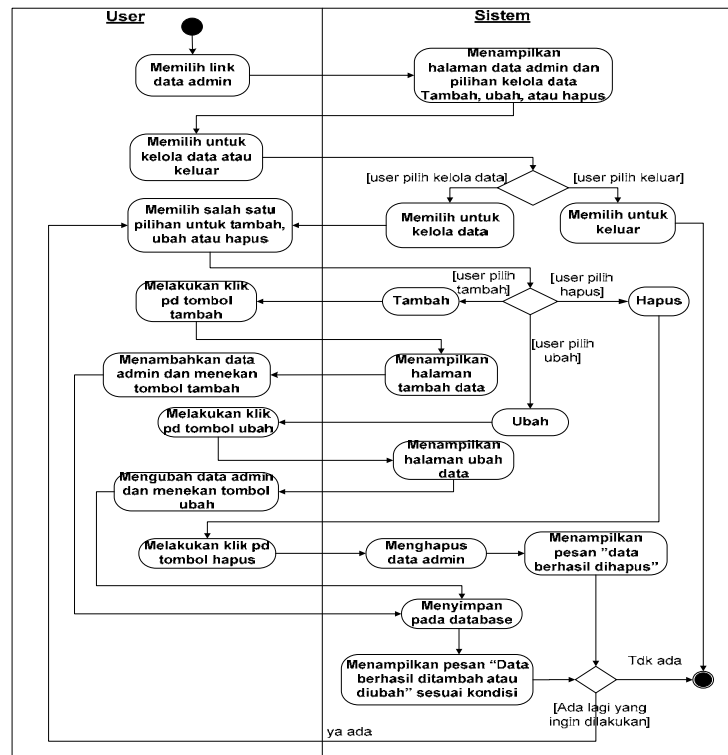 User
Sistem
Memilih link
data admin
Menampilkan
halaman data admin dan
pilihan kelola data
Tambah, ubah, atau hapus
Memilih untuk
kelola data atau
keluar
[user pilih kelola data]
[user pilih keluar]
Memilih salah satu
pilihan untuk tambah,
ubah atau hapus
Memilih untuk
kelola data
Memilih untuk
keluar
Melakukan klik
pd tombol
tambah
Tambah
[user pilih
tambah]
[user pilih
hapus]
Hapus
[user pilih
ubah]
Menambahkan data
admin dan menekan
tombol tambah
Menampilkan
halaman
tambah data
Melakukan klik
pd tombol ubah
Ubah
Menampilkan
halaman ubah
data
Mengubah data admin
dan menekan tombol
ubah
Melakukan klik pd
tombol hapus
Menghapus
data admin
Menampilkan
pesan "data
berhasil dihapus"
Menyimpan
pada database
Menampilkan pesan “Data
berhasil ditambah atau
diubah” sesuai kondisi
Tdk ada
[Ada lagi yang
ingin dilakukan]
ya ada